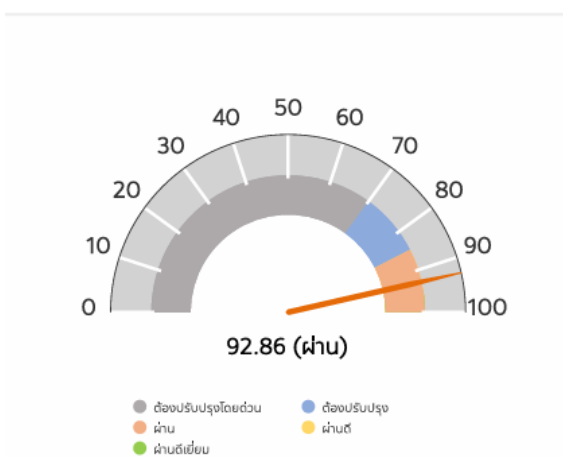 50
40 60
30 70
20 80
10 90
0 100
92.86 (ผ่าน)
ต้องปรับปรุงโดยด่วน ต้องปรับปรุง
ผ่าน ผ่านดี
ผ่านดีเยี่ยม